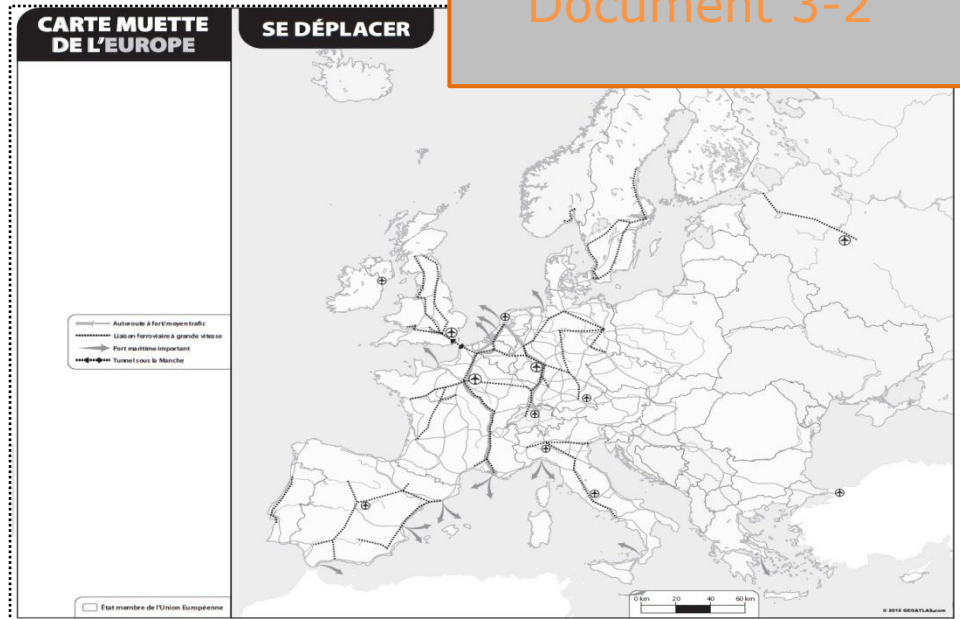 Document 3-2
CARTE MUETTE
DE L'EUROPE
SE DÉPLACER
Autoroute à fort/moyen trafic
Liaison ferroviaire à grande vitesse
Port maritime important
Tunnel sous la Manche
État membre de l'Union Européenne
0 km 20 40 60 km
© 2010 GEOATLAS.com